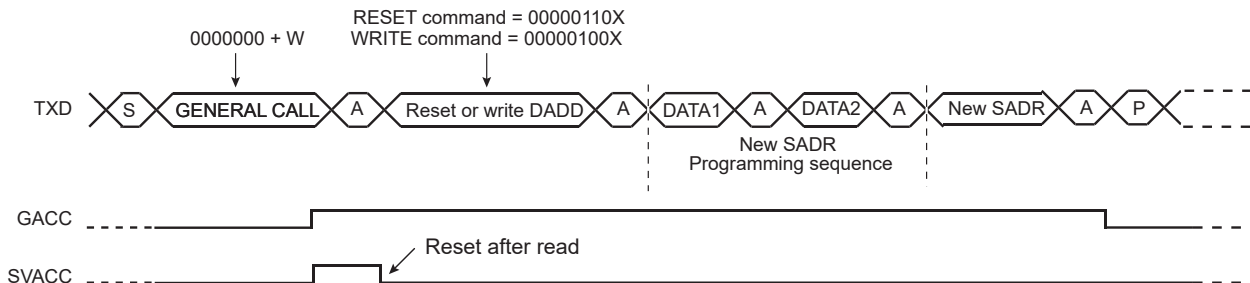 RESET command = 00000110X
0000000 + W
WRITE command = 00000100X
TXD S GENERAL CALL A Reset or write DADD A DATA1 A DATA2 A New SADR A P
New SADR
Programming sequence
GACC
Reset after read
SVACC